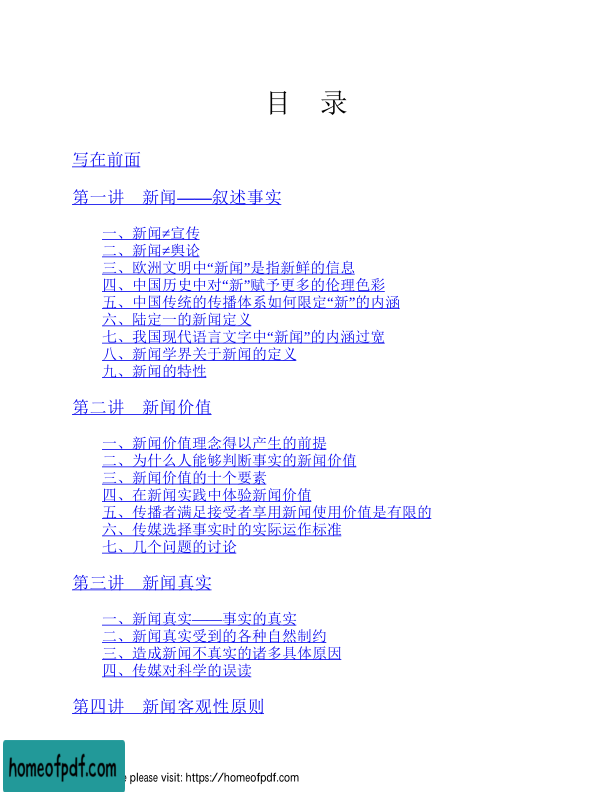 目 录
写在前面
第一讲 新闻——叙述事实
一、新闻≠宣传
二、新闻≠舆论
三、欧洲文明中“新闻”是指新鲜的信息
四、中国历史中对“新”赋予更多的伦理色彩
五、中国传统的传播体系如何限定“新”的内涵
六、陆定一的新闻定义
七、我国现代语言文字中“新闻”的内涵过宽
八、新闻学界关于新闻的定义
九、新闻的特性
第二讲 新闻价值
一、新闻价值理念得以产生的前提
二、为什么人能够判断事实的新闻价值
三、新闻价值的十个要素
四、在新闻实践中体验新闻价值
五、传播者满足接受者享用新闻使用价值是有限的
六、传媒选择事实时的实际运作标准
七、几个问题的讨论
第三讲 新闻真实
一、新闻真实——事实的真实
二、新闻真实受到的各种自然制约
三、造成新闻不真实的诸多具体原因
四、传媒对科学的误读
第四讲 新闻客观性原则
homeofpdf.com
please visit: https://homeofpdf.com